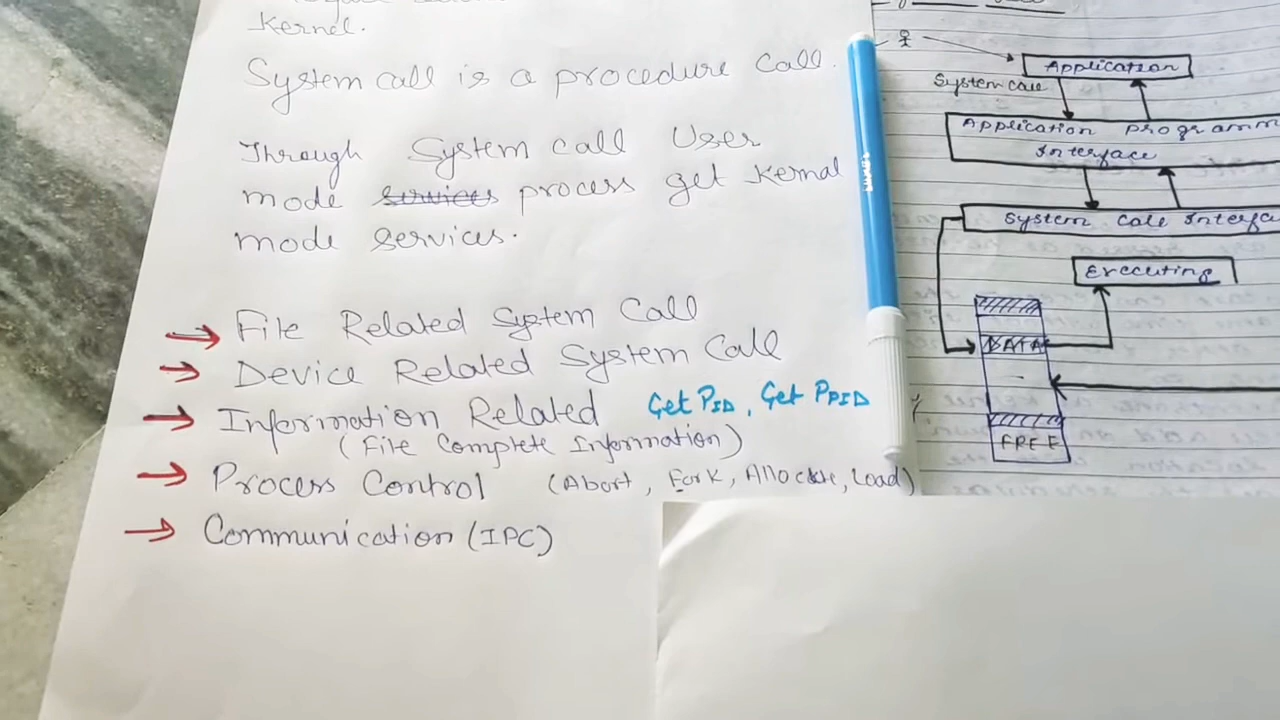 Kernel.
System call is a procedure call.
Through System call User
mode services process get Kernal
mode services.
File Related System Call
Device Related System Call
Information Related Get PID, Get PPID
(File Complete Information)
Process Control (Abort, Fork, Allocate, Load)
Communication (IPC)
Application
System call
Application Programm
Interface
System Call Interfa
Executing
DATA
FREE